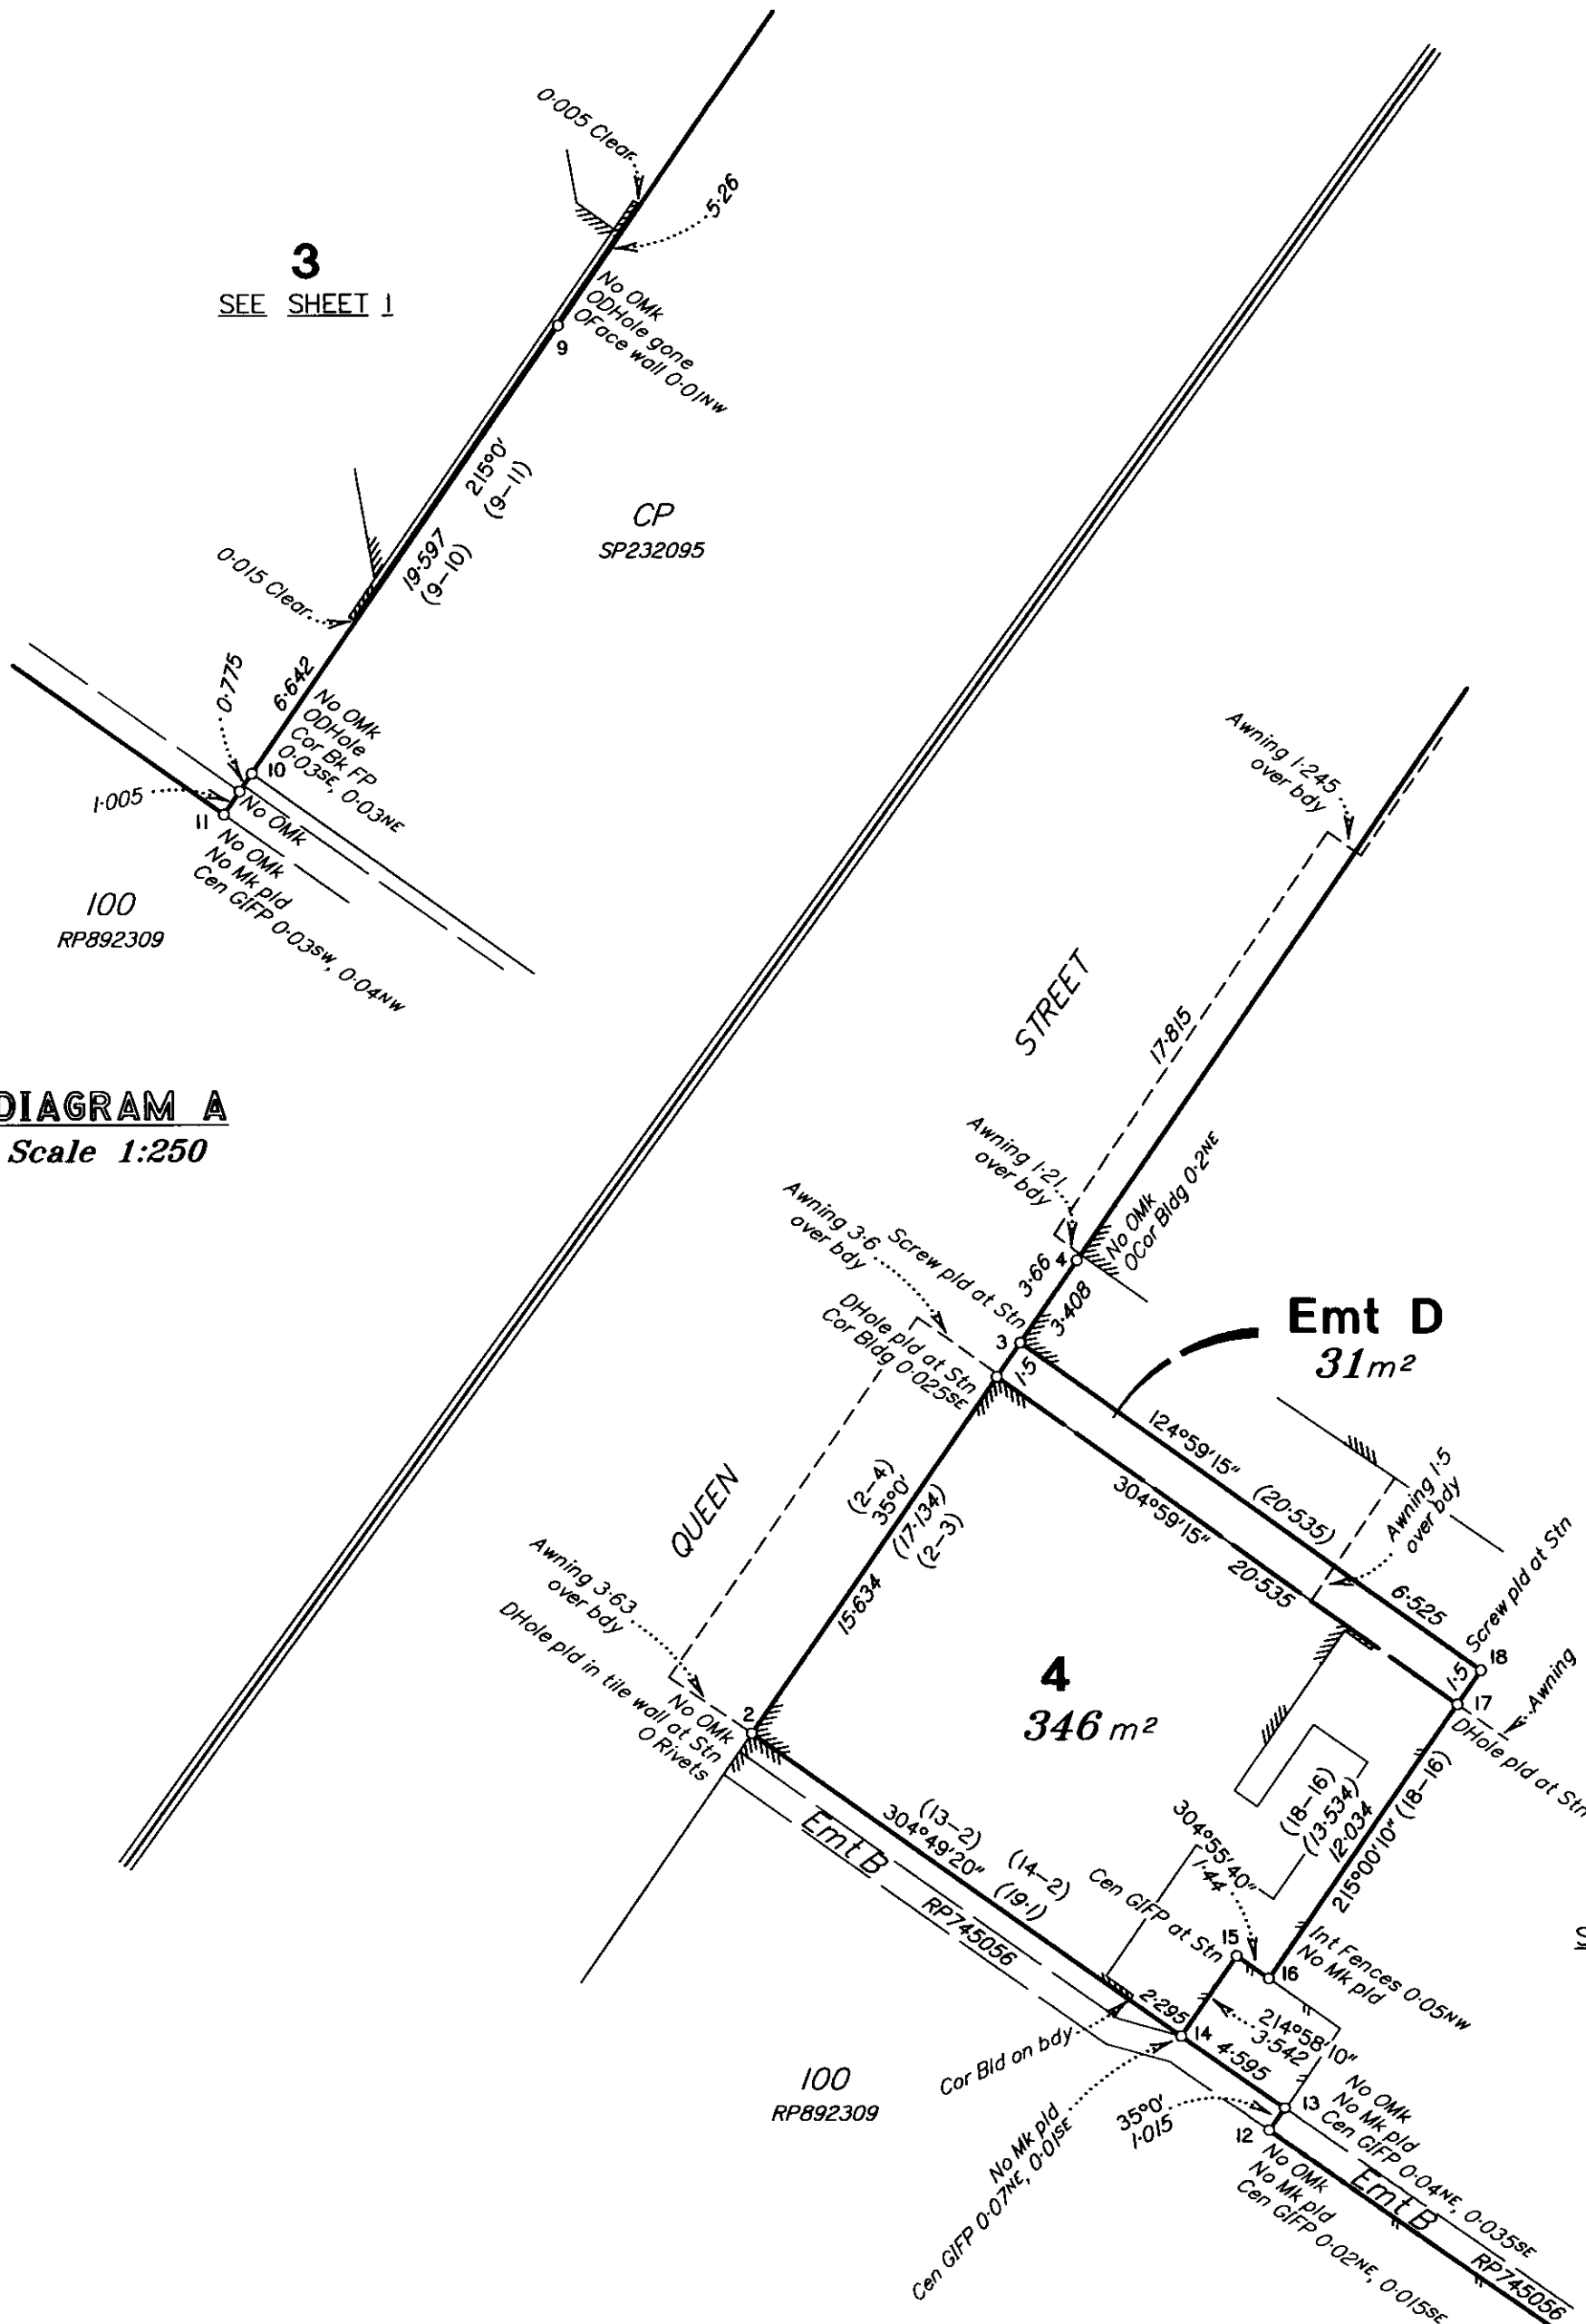 0·005 Clear
5·26
3
SEE SHEET 1
No OMk
ODHole gone
OFace wall 0·01NW
9
215°0'
(9–11)
19·597
(9–10)
CP
SP232095
0·015 Clear
0·775
6·642
No OMk
ODHole
Cor Bk FP
0·03SE, 0·03NE
10
1·005
No OMk
11
No OMk
No Mk pld
Cen GIFP 0·03SW, 0·04NW
100
RP892309
DIAGRAM A
Scale 1:250
Awning 1·245
over bdy
STREET
17·815
Awning 1·21
over bdy
No OMk
OCor Bldg 0·2NE
Awning 3·6
over bdy
Screw pld at Stn
3·66
4
3·408
DHole pld at Stn
Cor Bldg 0·025SE
3
1·5
Emt D
31m²
124°59'15"
(20·535)
304°59'15"
20·535
Awning 1·5
over bdy
6·525
Screw pld at Stn
QUEEN
(2–4)
35°0'
(17·134)
(2–3)
15·634
Awning 3·63
over bdy
DHole pld in tile wall at Stn
No OMk
O Rivets
2
4
346 m²
18
1·5
17
Awning
DHole pld at Stn
(18–16)
(13·534)
12·034
215°00'10" (18–16)
304°55'40"
1·44
(13–2)
304°49'20"
(14–2)
(19·1)
Emt B
RP745056
Cen GIFP at Stn
15
16
Int Fences 0·05NW
No Mk pld
2·295
14
214°58'10"
3·542
4·595
Cor Bld on bdy
100
RP892309
No Mk pld
Cen GIFP 0·07NE, 0·01SE
35°0'
1·015
13
No OMk
No Mk pld
Cen GIFP 0·04NE, 0·035SE
12
No OMk
No Mk pld
Cen GIFP 0·02NE, 0·015SE
Emt B
RP745056